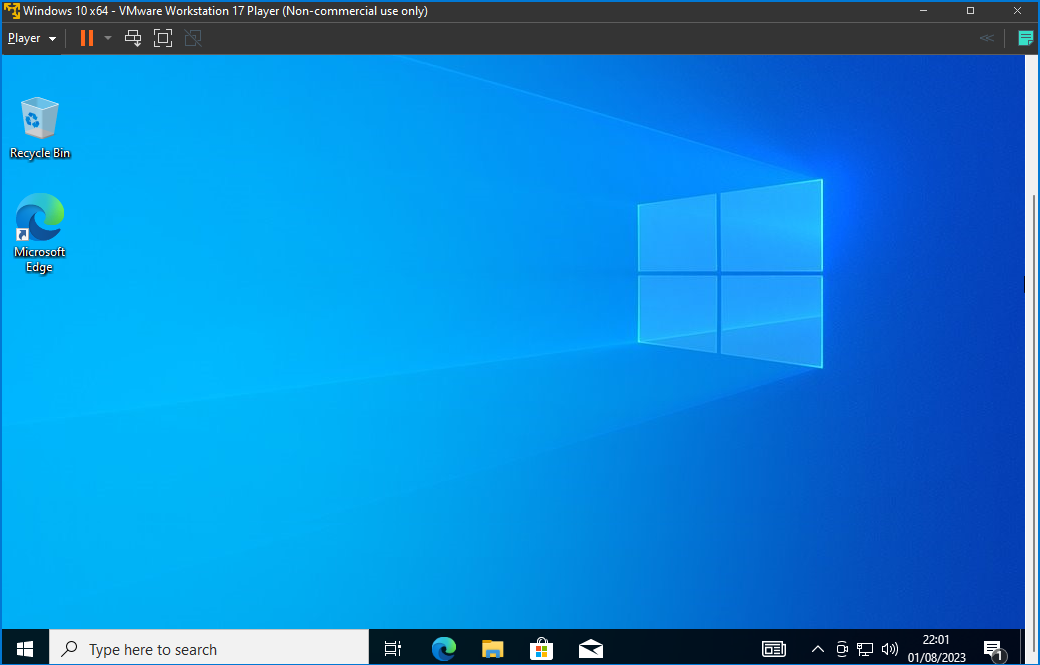 Windows 10 x64 - VMware Workstation 17 Player (Non-commercial use only)
Player
Recycle Bin
Microsoft
Edge
Type here to search
22:01
01/08/2023
1